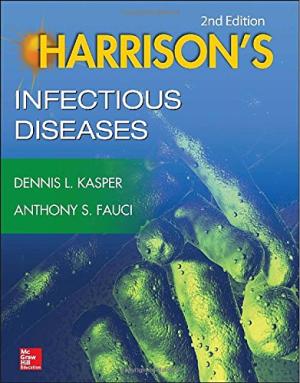 2nd Edition
HARRISON'S
INFECTIOUS
DISEASES
DENNIS L. KASPER
ANTHONY S. FAUCI
Mc
Graw
Hill
Education